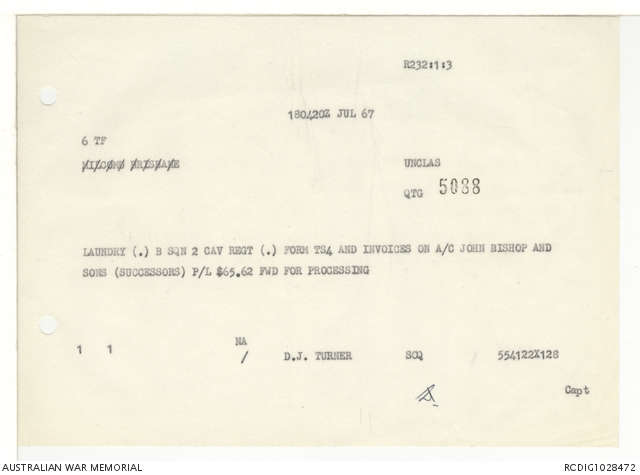 R232:1:3
180420Z JUL 67
6 TF
UNCLAS
QTG 5088
LAUNDRY (.) B SQN 2 CAV REGT (.) FORM TS4 AND INVOICES ON A/C JOHN BISHOP AND
SONS (SUCCESSORS) P/L $65.62 FWD FOR PROCESSING
NA
1 1 / D.J. TURNER SCQ 554122X128
Capt
AUSTRALIAN WAR MEMORIAL RCDIG1028472